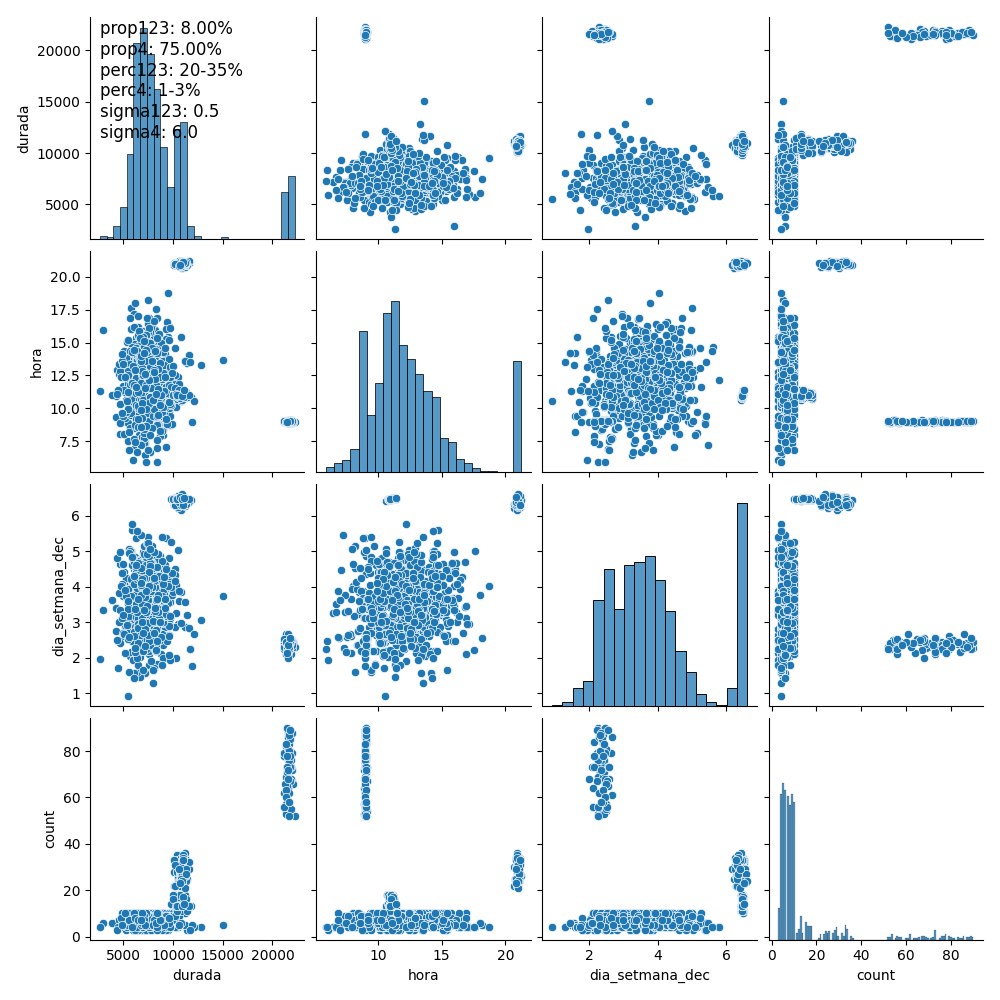 prop123: 8.00%
prop4: 75.00%
perc123: 20-35%
perc4: 1-3%
sigma123: 0.5
sigma4: 6.0
durada
20000
15000
10000
5000
hora
20.0
17.5
15.0
12.5
10.0
7.5
dia_setmana_dec
6
5
4
3
2
1
count
80
60
40
20
0
5000 10000 15000 20000
durada
10 15 20
hora
2 4 6
dia_setmana_dec
0 20 40 60 80
count